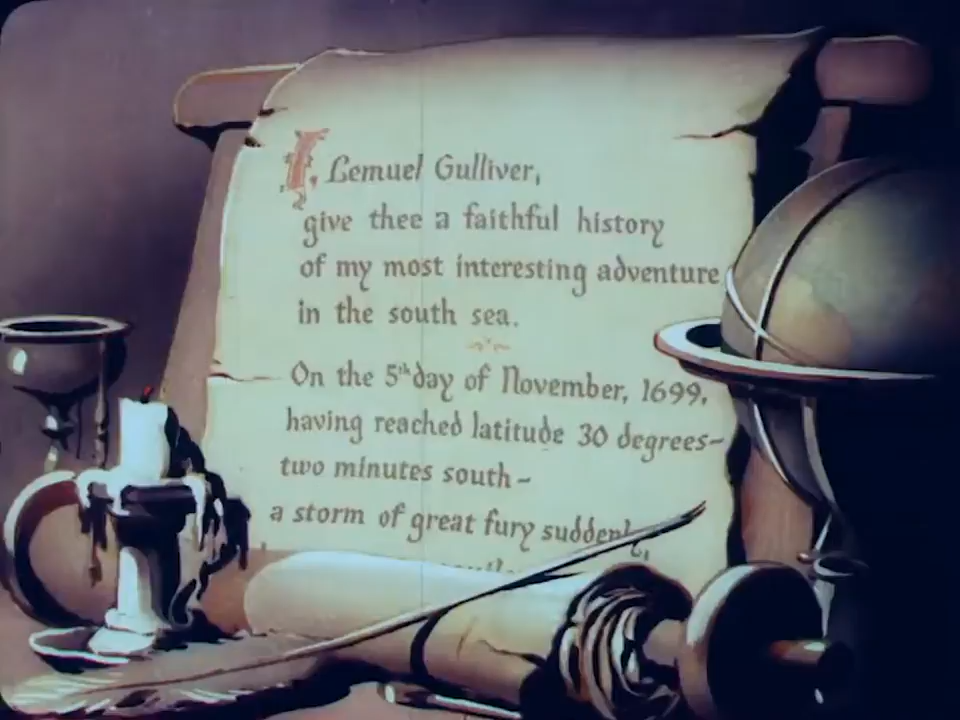 I, Lemuel Gulliver,
give thee a faithful history
of my most interesting adventure
in the south sea.
On the 5th day of November, 1699,
having reached latitude 30 degrees-
two minutes south-
a storm of great fury suddenly